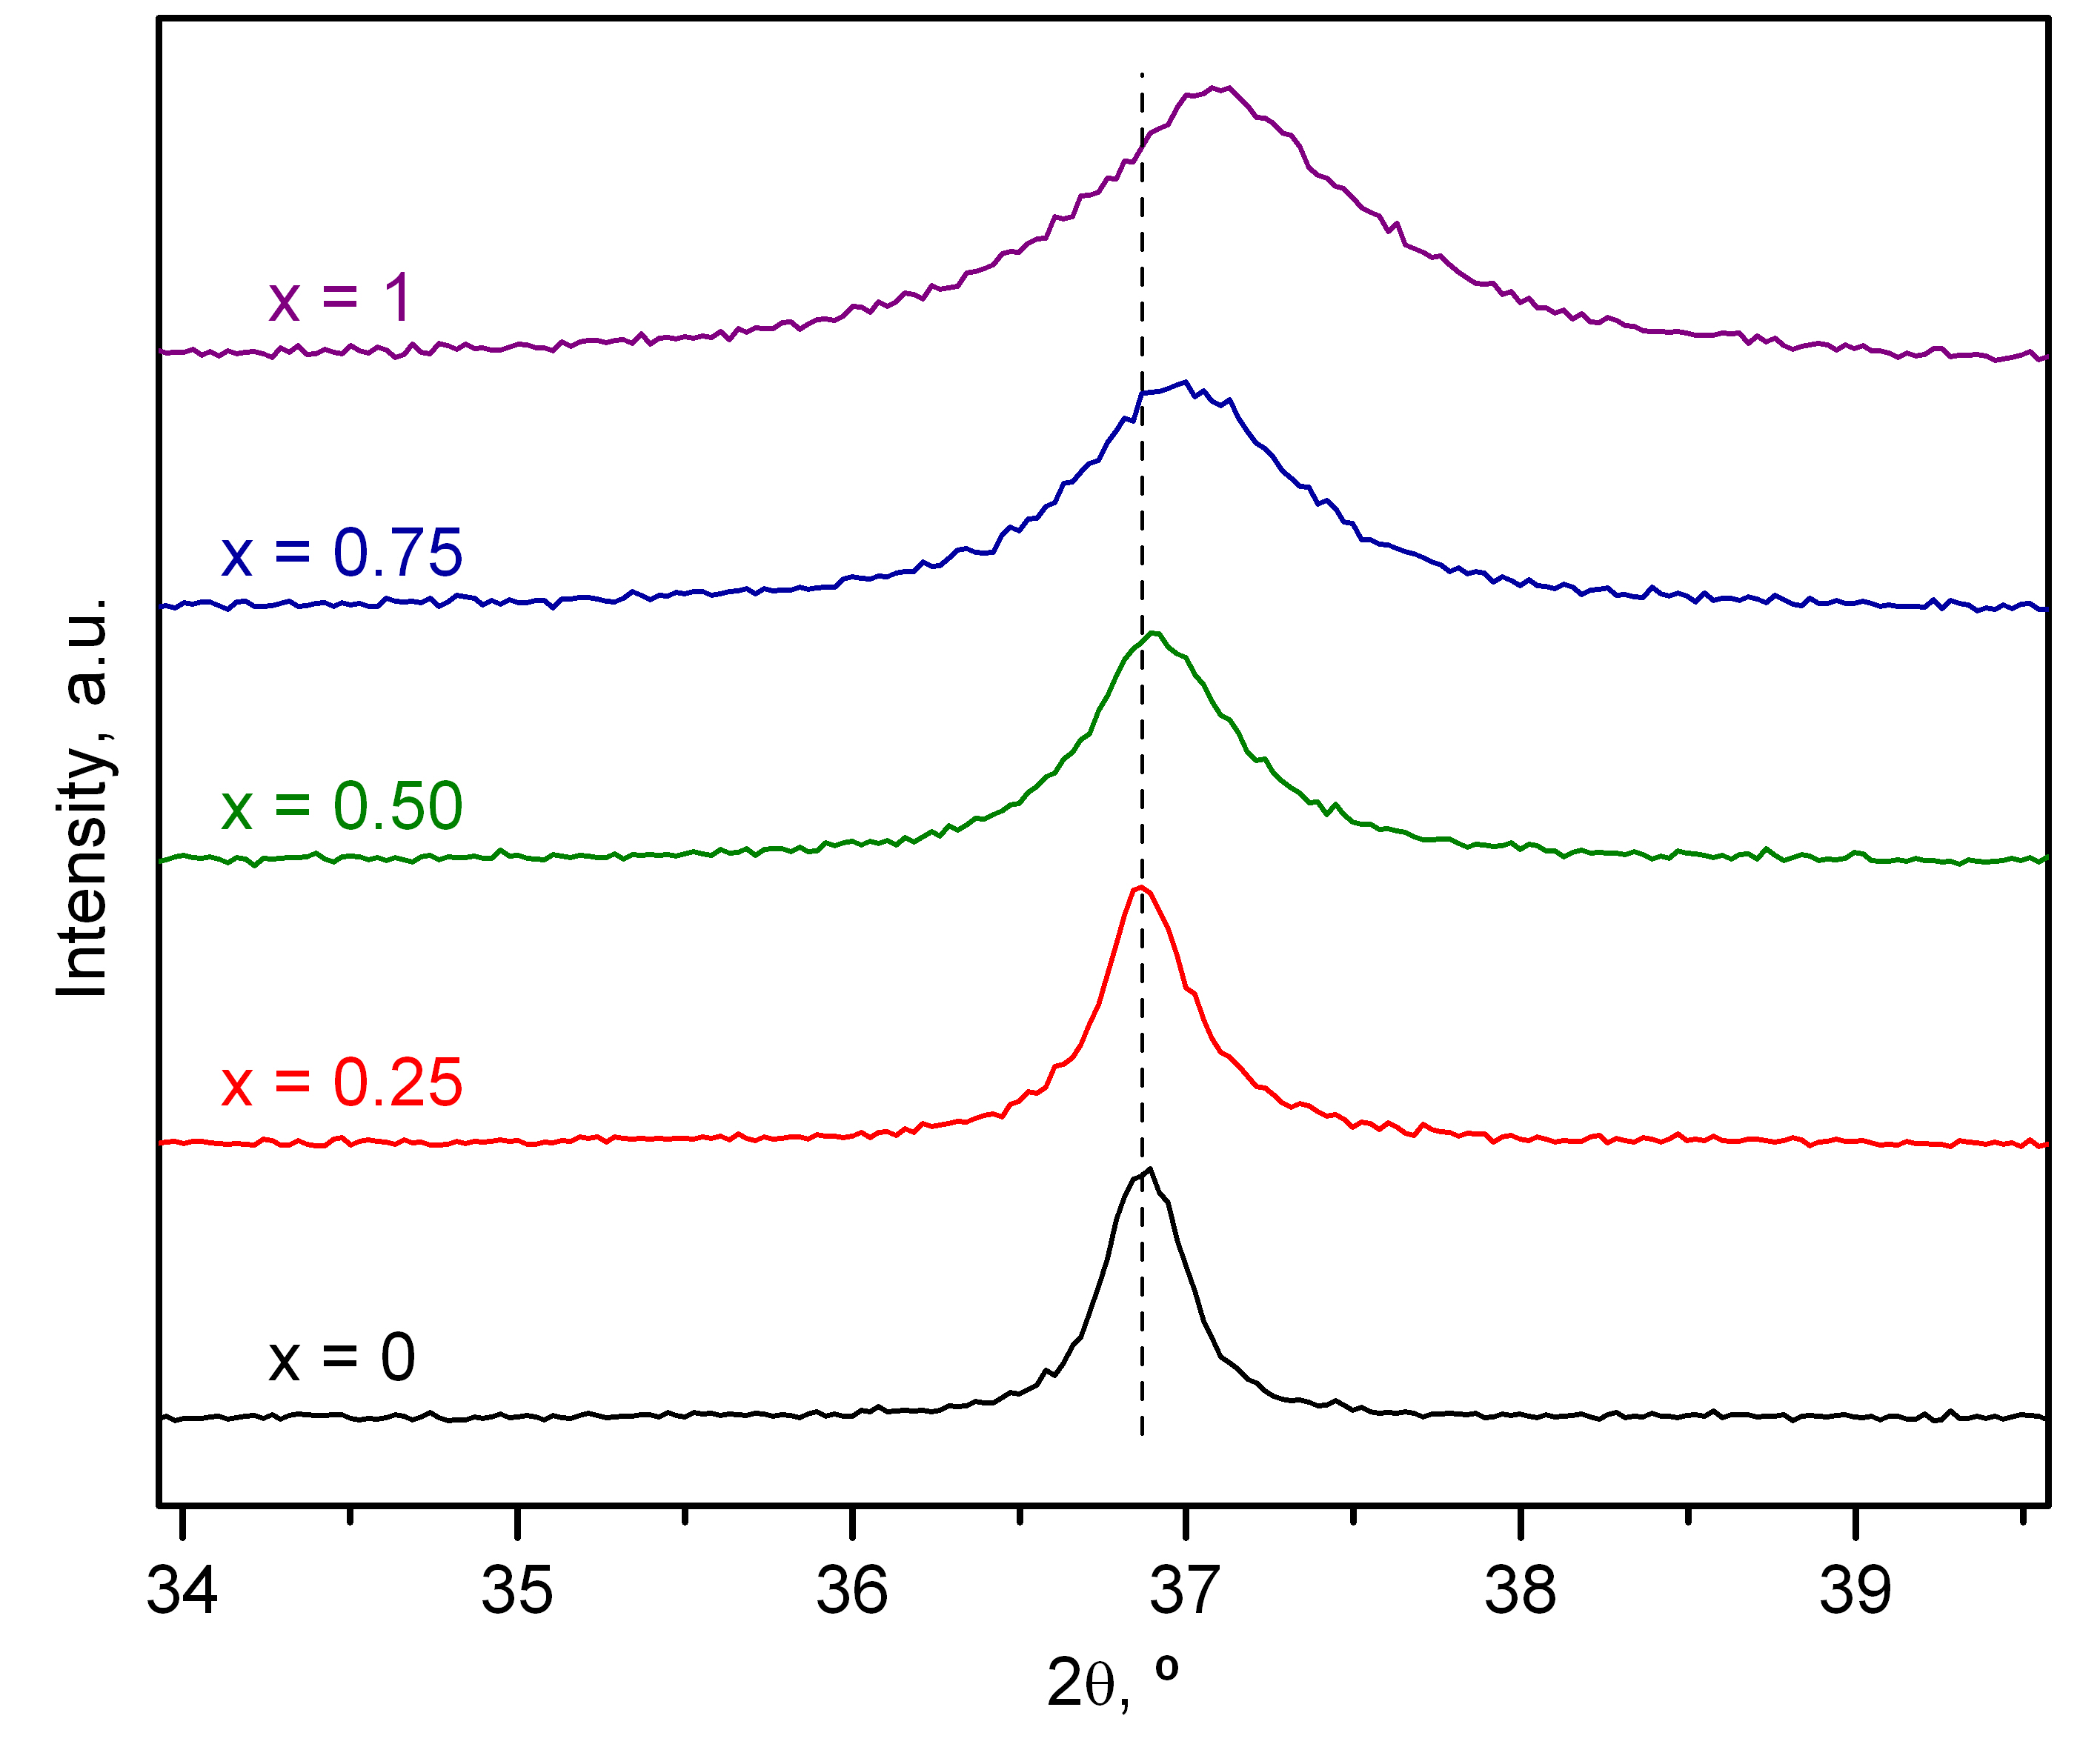 x = 1
x = 0.75
x = 0.50
x = 0.25
x = 0
Intensity, a.u.
34 35 36 37 38 39
2θ, º